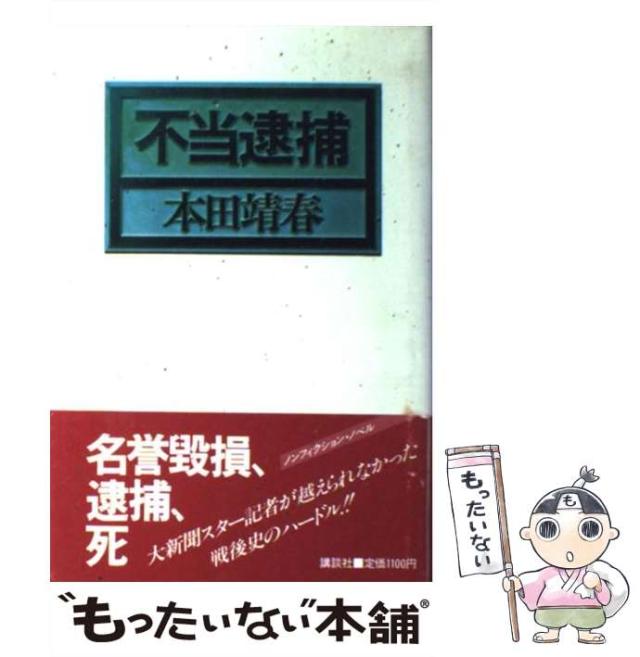 不当逮捕
本田靖春
名誉毀損、
逮捕、
死
ノンフィクション・ノベル
大新聞スター記者が越えられなかった
戦後史のハードル!!
講談社■定価1100円
"もったいない"本舗®
もったいない
も